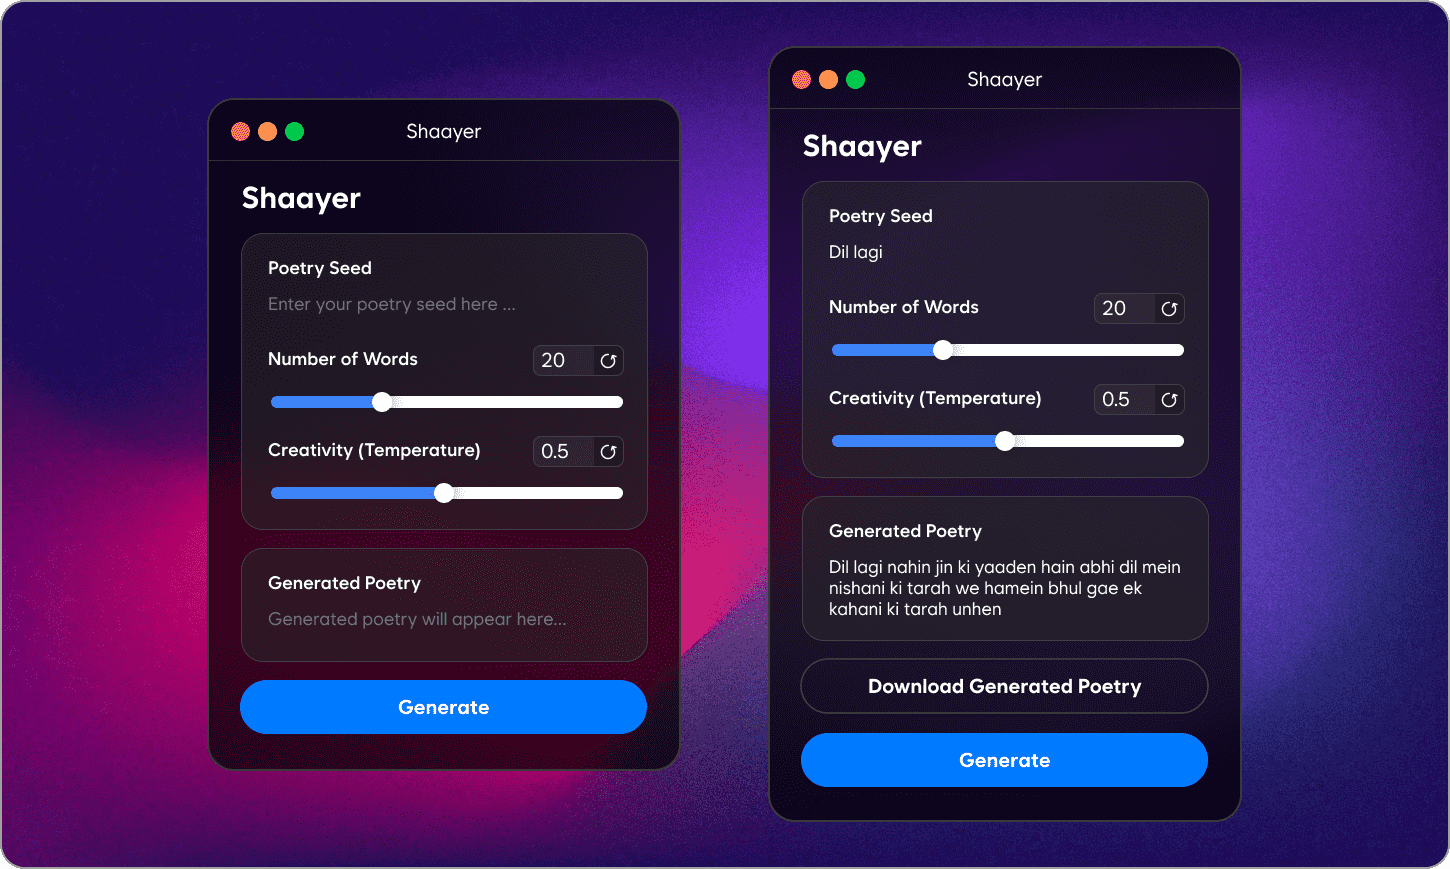 Shaayer
Shaayer
Poetry Seed
Enter your poetry seed here ...
Number of Words
20
Creativity (Temperature)
0.5
Generated Poetry
Generated poetry will appear here...
Generate
Shaayer
Shaayer
Poetry Seed
Dil lagi
Number of Words
20
Creativity (Temperature)
0.5
Generated Poetry
Dil lagi nahin jin ki yaaden hain abhi dil mein
nishani ki tarah we hamein bhul gae ek
kahani ki tarah unhen
Download Generated Poetry
Generate